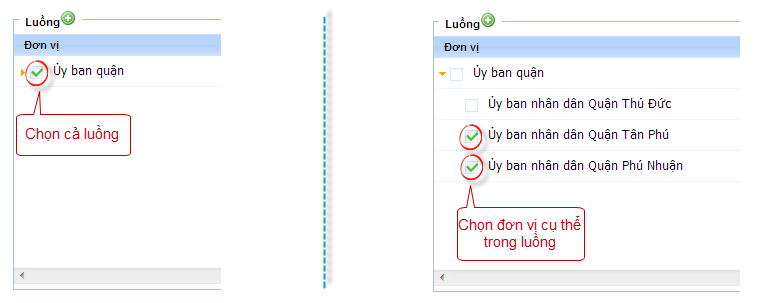 Luồng
Đơn vị
Ủy ban quận
Chọn cả luồng
Luồng
Đơn vị
Ủy ban quận
Ủy ban nhân dân Quận Thủ Đức
Ủy ban nhân dân Quận Tân Phú
Ủy ban nhân dân Quận Phú Nhuận
Chọn đơn vị cụ thể
trong luồng